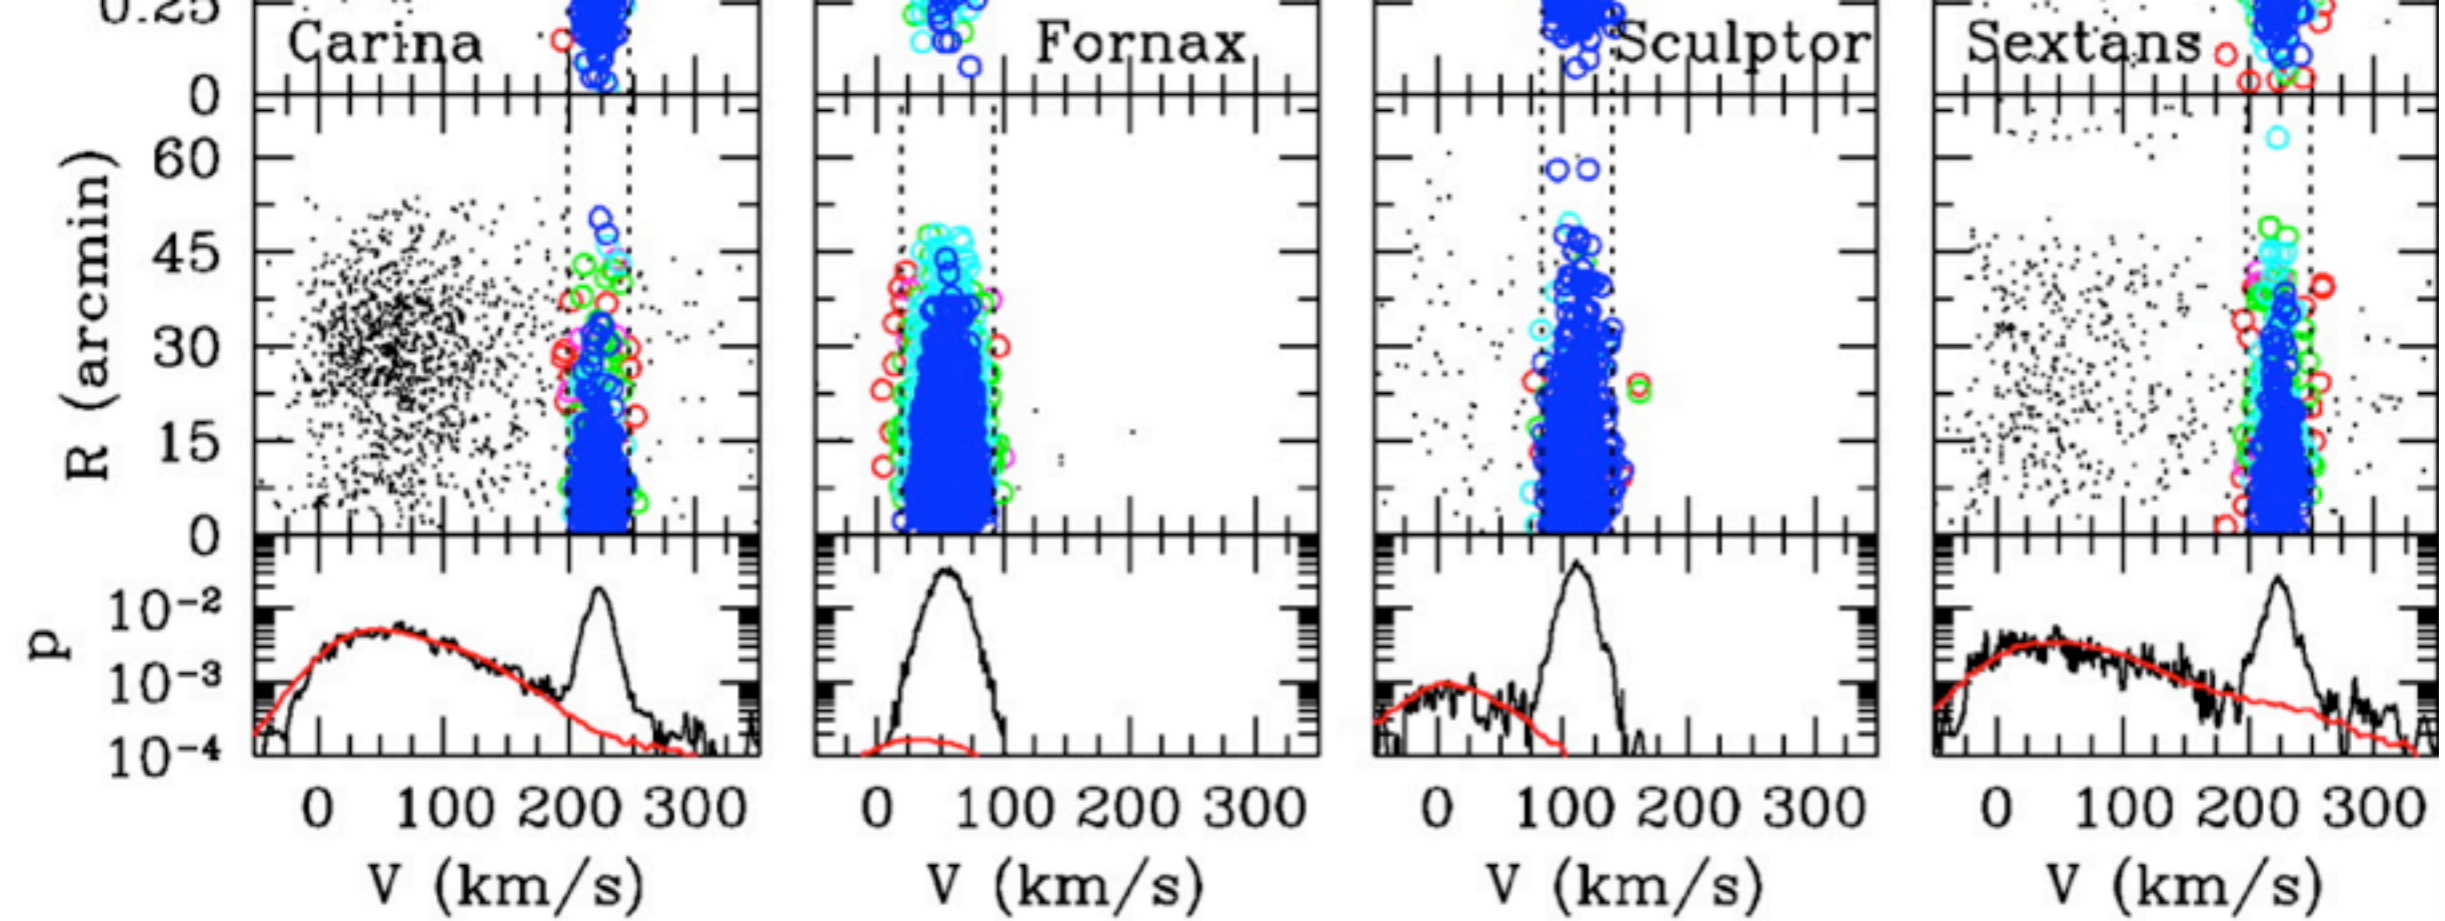 0.25
Carina Fornax Sculptor Sextans
0
60
45
30
15
0
R (arcmin)
10-2
10-3
10-4
p
0 100 200 300 0 100 200 300 0 100 200 300 0 100 200 300
V (km/s) V (km/s) V (km/s) V (km/s)